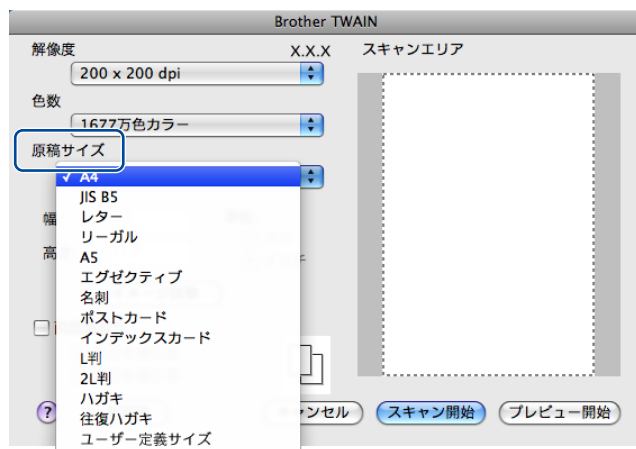 Brother TWAIN
解像度
X.X.X
200 x 200 dpi
色数
1677万色カラー
原稿サイズ
✓ A4
JIS B5
レター
リーガル
A5
エグゼクティブ
名刺
ポストカード
インデックスカード
L判
2L判
ハガキ
往復ハガキ
ユーザー定義サイズ
幅
高
?
スキャンエリア
ンセル
スキャン開始
プレビュー開始